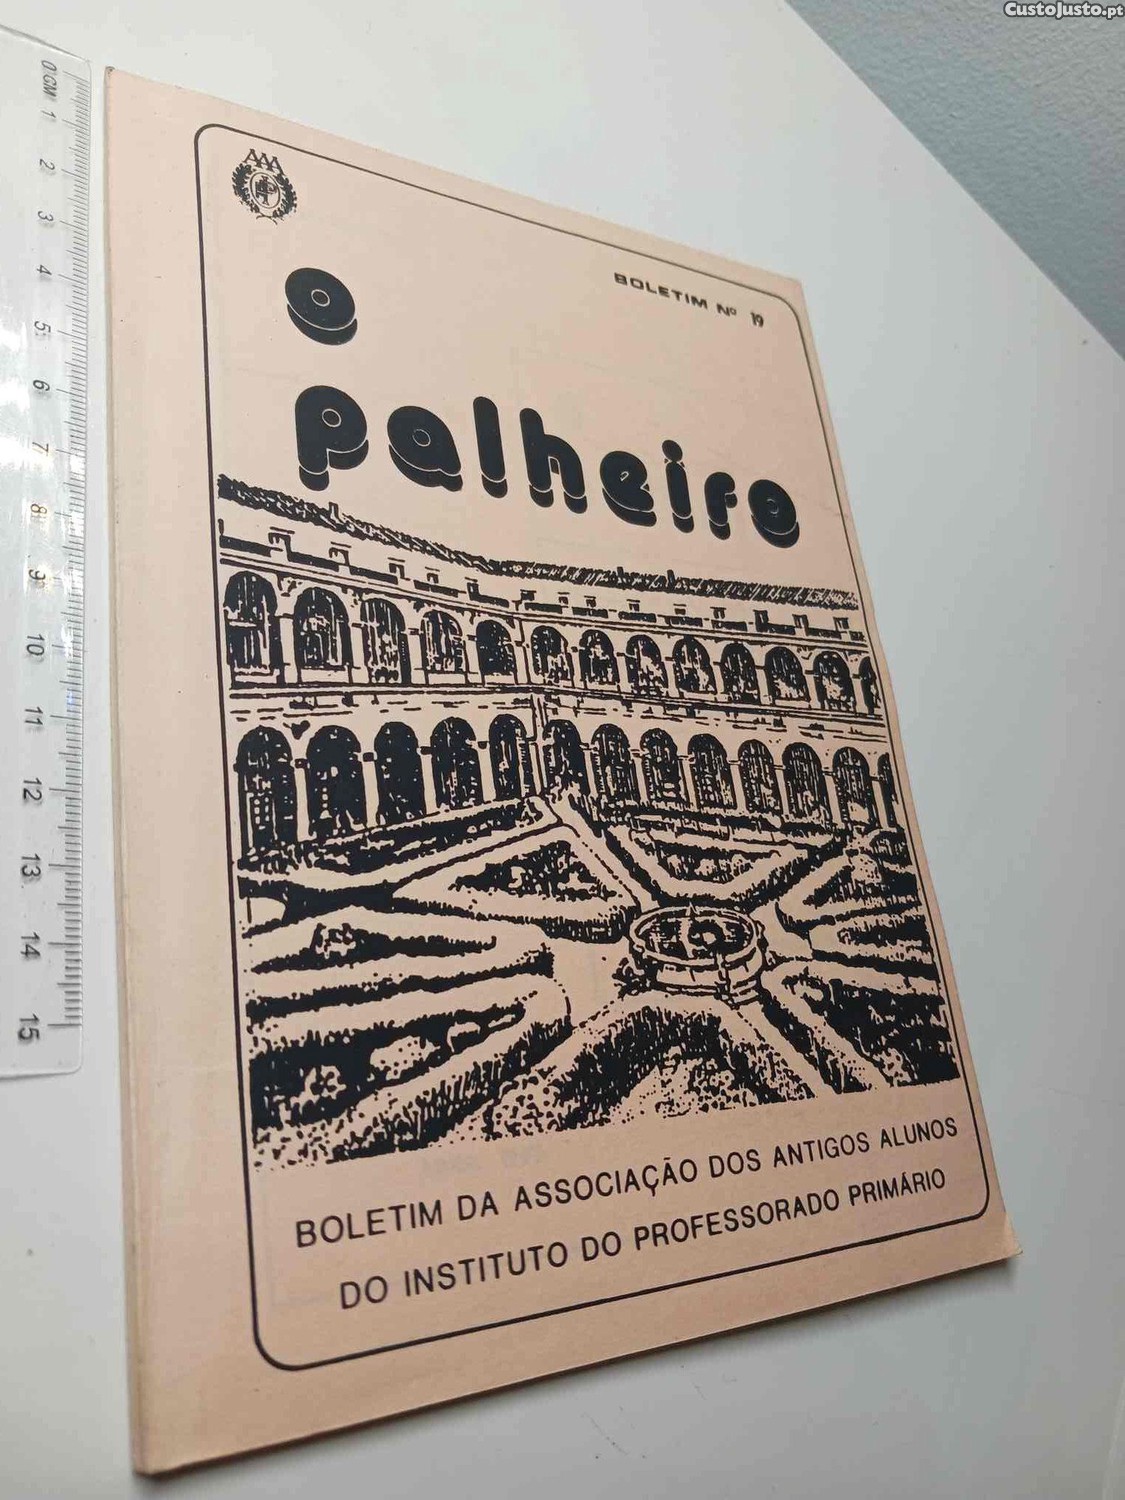 CustoJusto.pt
0 CM 1 2 3 4 5 6 7 8 9 10 11 12 13 14 15
AAA
BOLETIM Nº 19
o
palheiro
BOLETIM DA ASSOCIAÇÃO DOS ANTIGOS ALUNOS
DO INSTITUTO DO PROFESSORADO PRIMÁRIO